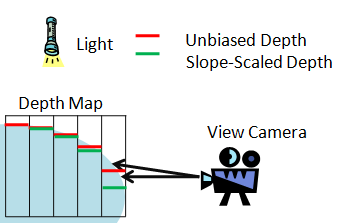 Light
Unbiased Depth
Slope-Scaled Depth
Depth Map
View Camera